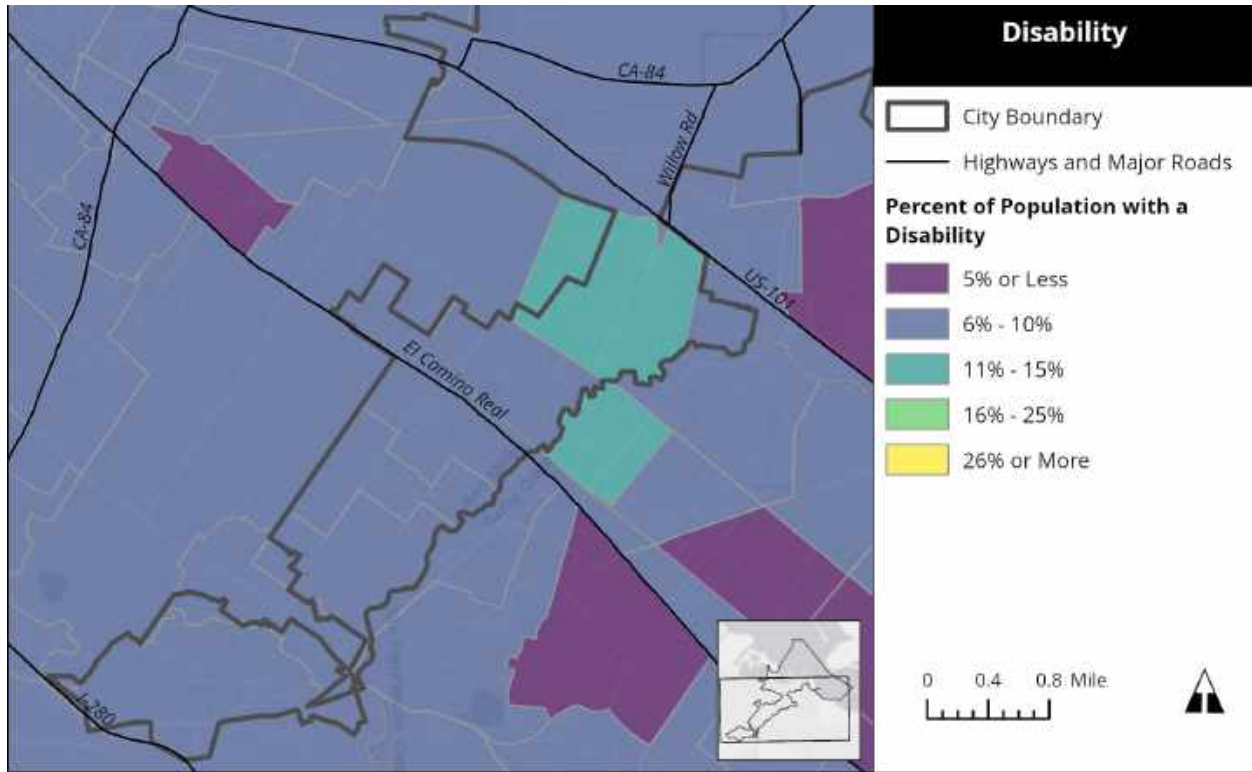 Disability
City Boundary
Highways and Major Roads
Percent of Population with a
Disability
5% or Less
6% - 10%
11% - 15%
16% - 25%
26% or More
0 0.4 0.8 Mile
CA-84
Willow Rd
CA-84
US-101
El Camino Real
I-280